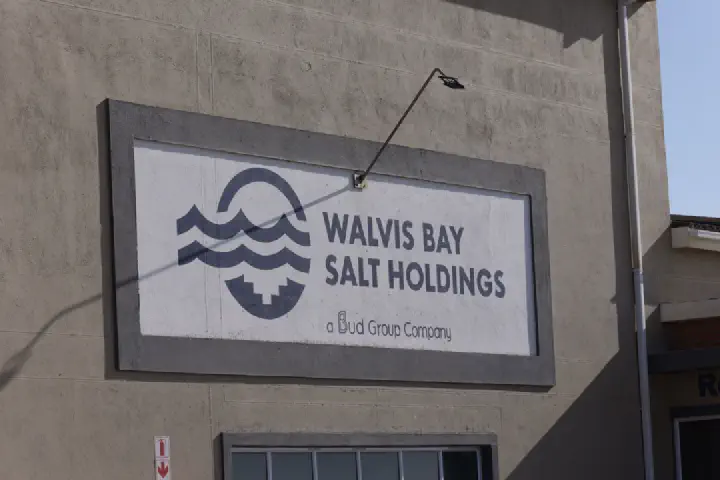 WALVIS BAY
SALT HOLDINGS
a Bud Group Company
R